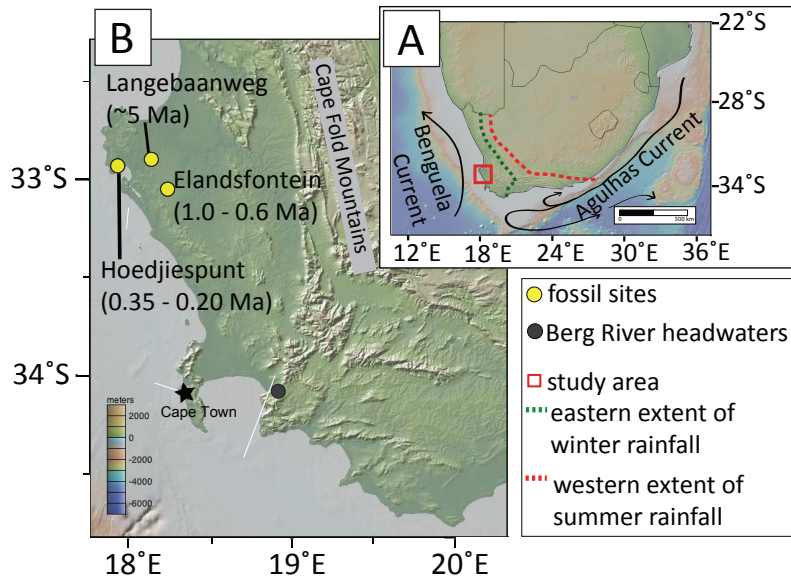 B
Langebaanweg
(~5 Ma)
Cape Fold Mountains
33°S
Elandsfontein
(1.0 - 0.6 Ma)
Hoedjiespunt
(0.35 - 0.20 Ma)
34°S
Cape Town
meters
2000
0
-2000
-4000
-6000
18°E
19°E
20°E
A
22°S
28°S
34°S
Benguela
Current
Agulhas Current
0
500 km
12°E
18°E
24°E
30°E
36°E
fossil sites
Berg River headwaters
study area
eastern extent of
winter rainfall
western extent of
summer rainfall